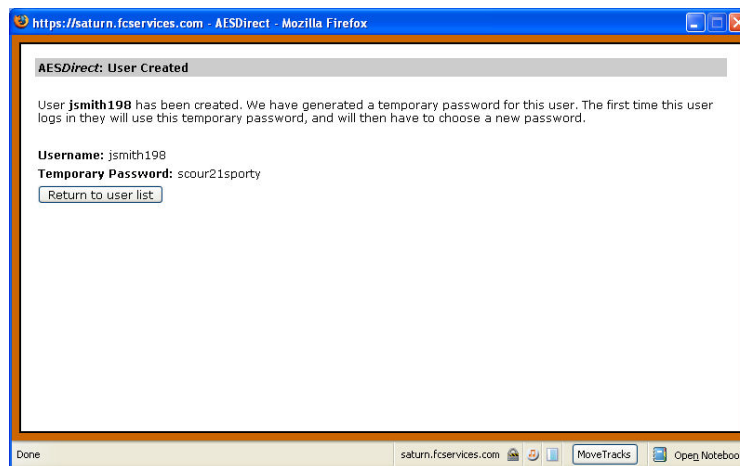 https://saturn.fcservices.com - AESDirect - Mozilla Firefox
AESDirect: User Created
User jsmith198 has been created. We have generated a temporary password for this user. The first time this user
logs in they will use this temporary password, and will then have to choose a new password.
Username: jsmith198
Temporary Password: scour21sporty
Return to user list
Done saturn.fcservices.com MoveTracks Open Noteboo